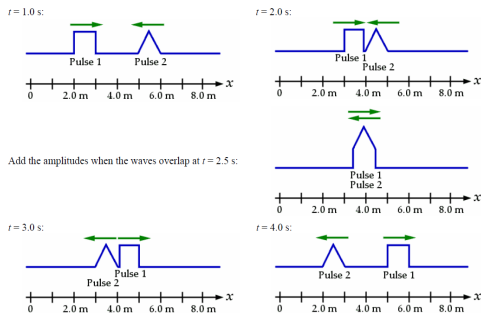 t = 1.0 s:
Pulse 1 Pulse 2
x
0 2.0 m 4.0 m 6.0 m 8.0 m
t = 2.0 s:
Pulse 1
Pulse 2
x
0 2.0 m 4.0 m 6.0 m 8.0 m
Add the amplitudes when the waves overlap at t = 2.5 s:
Pulse 1
Pulse 2
x
0 2.0 m 4.0 m 6.0 m 8.0 m
t = 3.0 s:
Pulse 1
Pulse 2
x
0 2.0 m 4.0 m 6.0 m 8.0 m
t = 4.0 s:
Pulse 2 Pulse 1
x
0 2.0 m 4.0 m 6.0 m 8.0 m